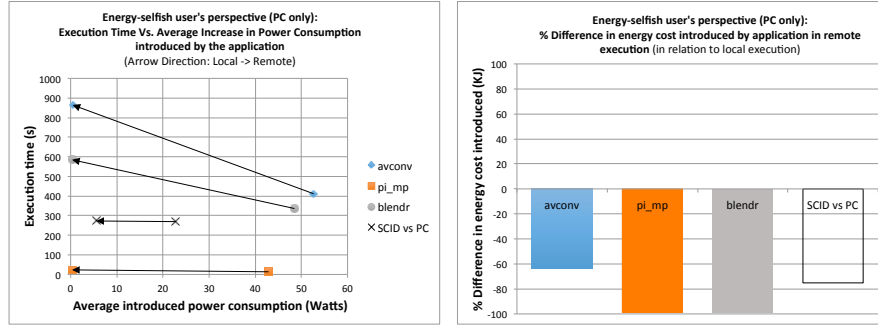 Energy-selfish user's perspective (PC only):
Execution Time Vs. Average Increase in Power Consumption
introduced by the application
(Arrow Direction: Local -> Remote)
1000
900
800
700
600
500
400
300
200
100
0
Execution time (s)
0 10 20 30 40 50 60
Average introduced power consumption (Watts)
avconv
pi_mp
blendr
SCID vs PC
Energy-selfish user's perspective (PC only):
% Difference in energy cost introduced by application in remote
execution (in relation to local execution)
100
80
60
40
20
0
-20
-40
-60
-80
-100
% Difference in energy cost introduced (KJ)
avconv pi_mp blendr SCID vs PC